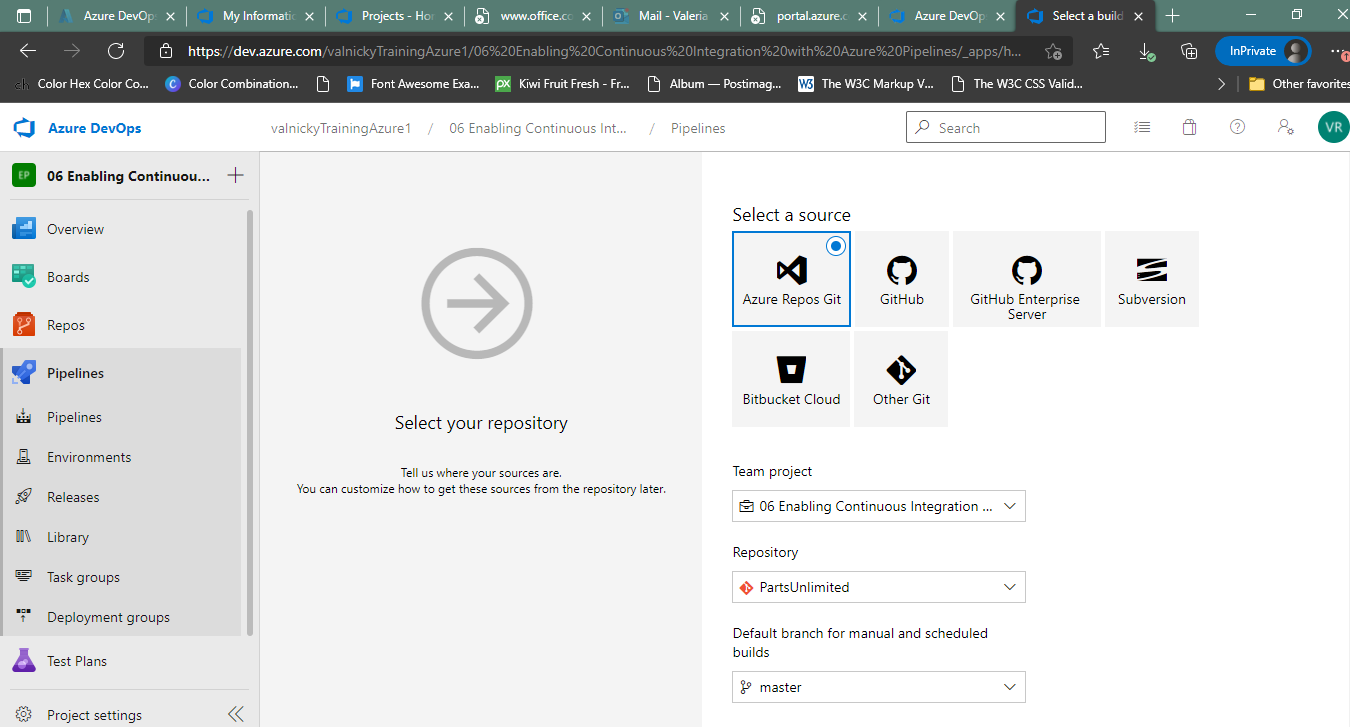 Azure DevOp
My Informatic
Projects - Hor
www.office.cc
Mail - Valeria
portal.azure.c
Azure DevOp
Select a build
https://dev.azure.com/valnickyTrainingAzure1/06%20Enabling%20Continuous%20Integration%20with%20Azure%20Pipelines/_apps/h...
InPrivate
Color Hex Color Co...
Color Combination...
Font Awesome Exa...
Kiwi Fruit Fresh - Fr...
Album — Postimag...
The W3C Markup V...
The W3C CSS Valid...
Other favorites
Azure DevOps
valnickyTrainingAzure1 / 06 Enabling Continuous Int... / Pipelines
Search
VR
EP
06 Enabling Continuou...
Overview
Boards
Repos
Pipelines
Pipelines
Environments
Releases
Library
Task groups
Deployment groups
Test Plans
Project settings
Select your repository
Tell us where your sources are.
You can customize how to get these sources from the repository later.
Select a source
Azure Repos Git
GitHub
GitHub Enterprise
Server
Subversion
Bitbucket Cloud
Other Git
Team project
06 Enabling Continuous Integration ...
Repository
PartsUnlimited
Default branch for manual and scheduled
builds
master